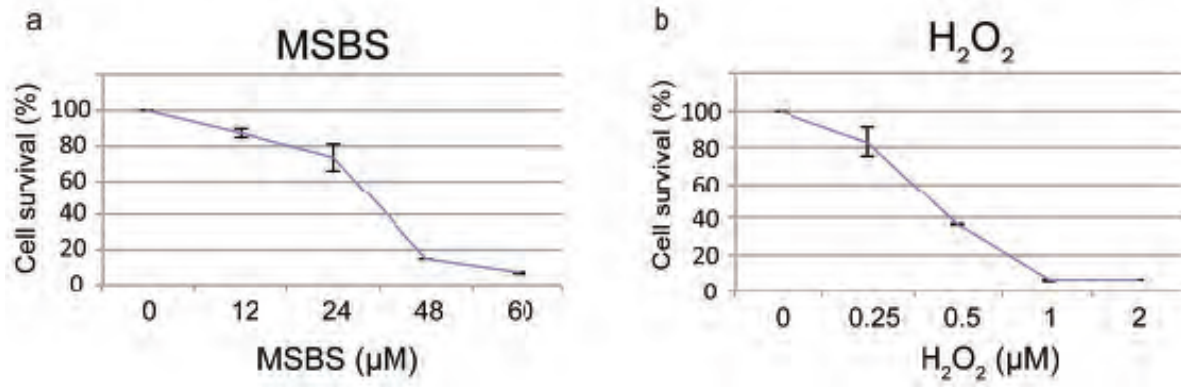 a
MSBS
Cell survival (%)
100
80
60
40
20
0
0 12 24 48 60
MSBS (µM)
b
H₂O₂
Cell survival (%)
100
80
60
40
20
0
0 0.25 0.5 1 2
H₂O₂ (µM)